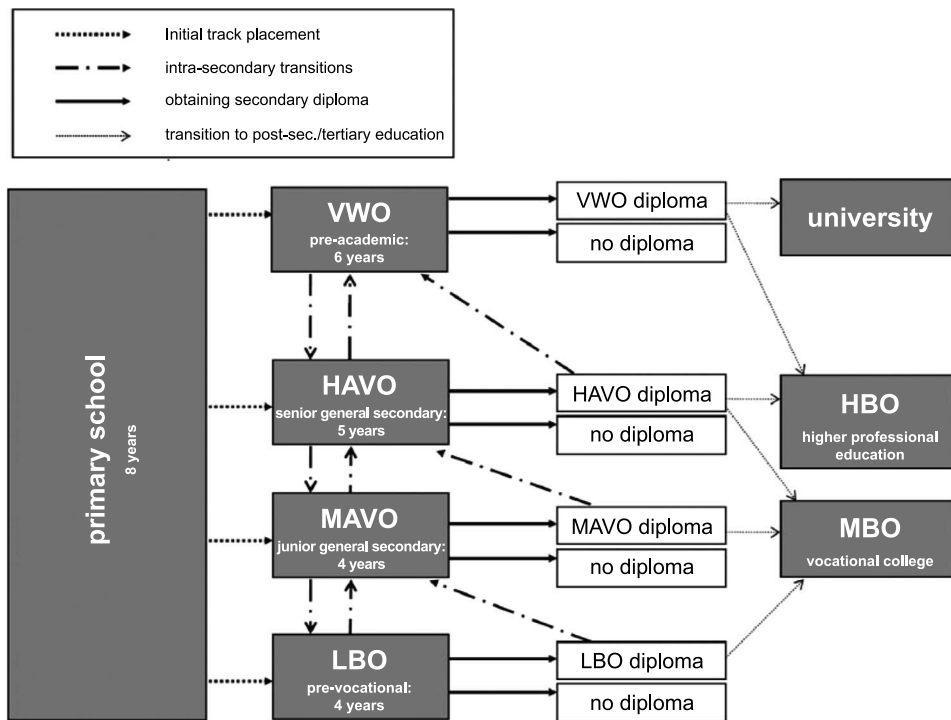 Initial track placement
intra-secondary transitions
obtaining secondary diploma
transition to post-sec./tertiary education
primary school
8 years
VWO
pre-academic:
6 years
VWO diploma
no diploma
university
HAVO
senior general secondary:
5 years
HAVO diploma
no diploma
HBO
higher professional
education
MAVO
junior general secondary:
4 years
MAVO diploma
no diploma
MBO
vocational college
LBO
pre-vocational:
4 years
LBO diploma
no diploma